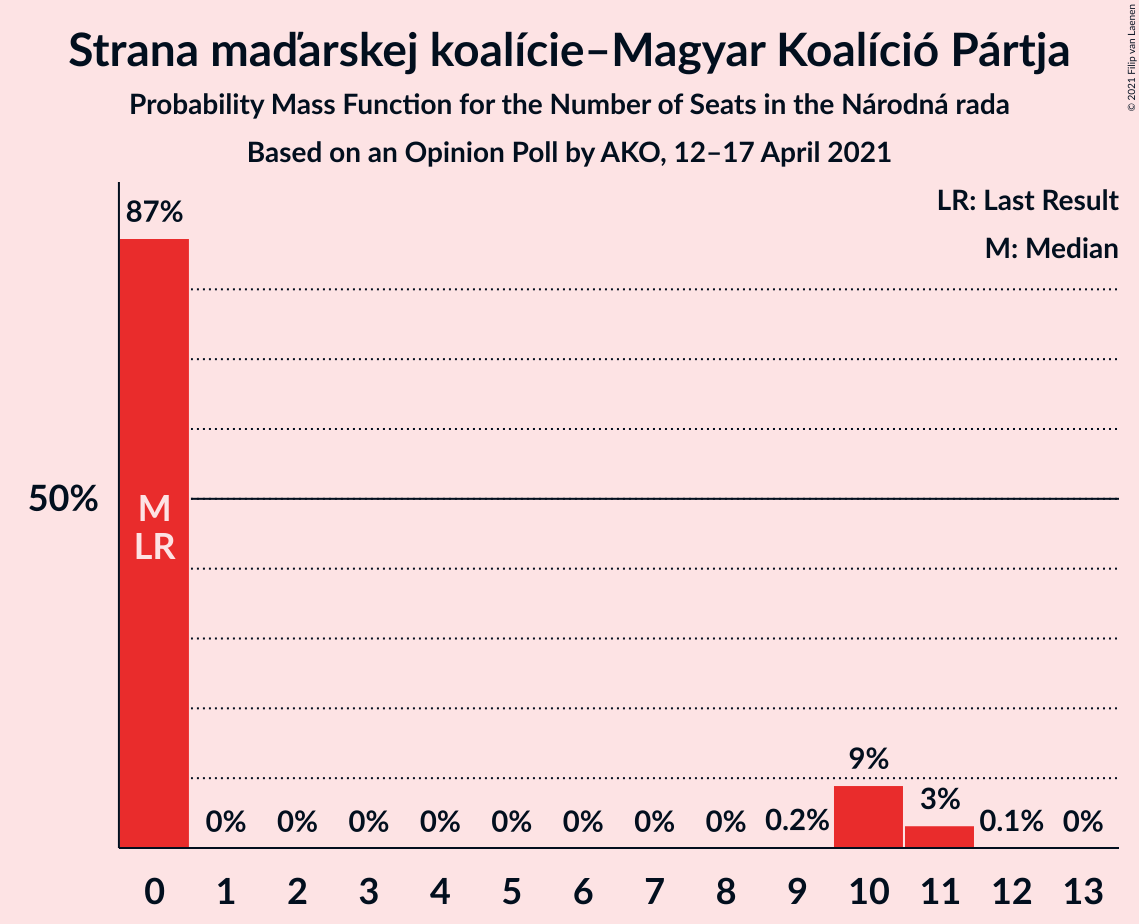 Strana maďarskej koalície–Magyar Koalíció Pártja
Probability Mass Function for the Number of Seats in the Národná rada
Based on an Opinion Poll by AKO, 12–17 April 2021
© 2021 Filip van Laenen
LR: Last Result
M: Median
87%
50%
M
LR
0% 0% 0% 0% 0% 0% 0% 0% 0.2% 9% 3% 0.1% 0%
0 1 2 3 4 5 6 7 8 9 10 11 12 13